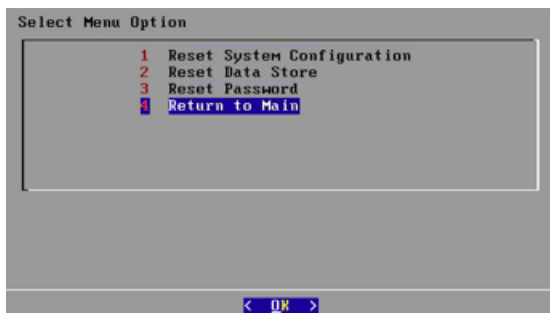 Select Menu Option
1 Reset System Configuration
2 Reset Data Store
3 Reset Password
4 Return to Main
< OK >